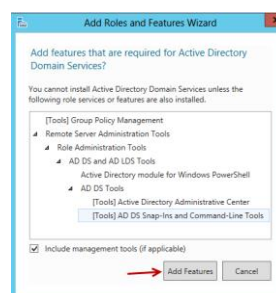 Add Roles and Features Wizard
Add features that are required for Active Directory
Domain Services?
You cannot install Active Directory Domain Services unless the
following role services or features are also installed.
[Tools] Group Policy Management
Remote Server Administration Tools
Role Administration Tools
AD DS and AD LDS Tools
Active Directory module for Windows PowerShell
AD DS Tools
[Tools] Active Directory Administrative Center
[Tools] AD DS Snap-Ins and Command-Line Tools
Include management tools (if applicable)
Add Features
Cancel